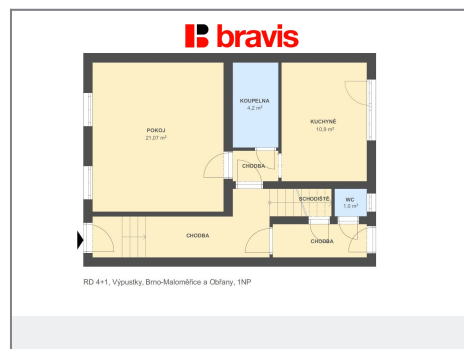 bravis
KOUPELNA
4,2 m²
KUCHYNĚ
10,9 m²
POKOJ
21,07 m²
CHODBA
SCHODIŠTĚ
WC
1,0 m²
CHODBA
CHODBA
RD 4+1, Výpustky, Brno-Maloměřice a Obřany, 1NP